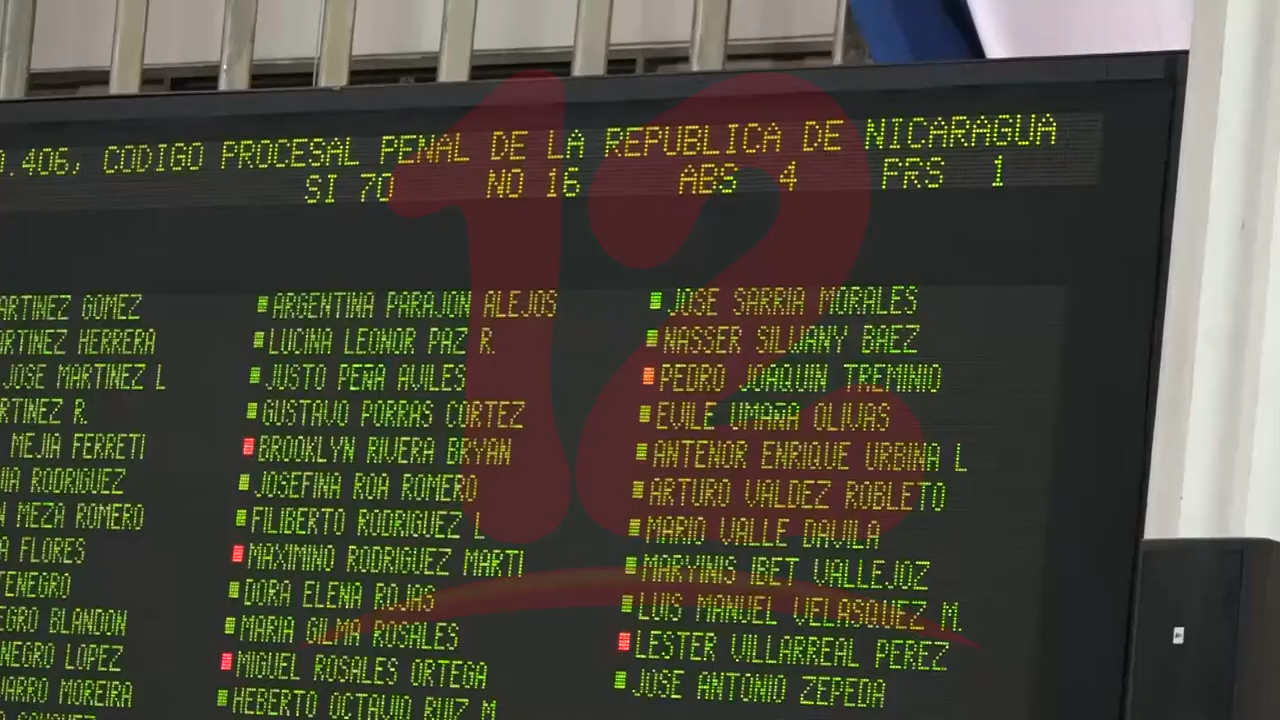 .406, CODIGO PROCESAL PENAL DE LA REPUBLICA DE NICARAGUA
SI 70 NO 16 ABS 4 PRS 1
12
ARTINEZ GOMEZ
ARTINEZ HERRERA
JOSE MARTINEZ L
RTINEZ R.
MEJIA FERRETI
IA RODRIGUEZ
MEZA ROMERO
A FLORES
TENEGRO
EGRO BLANDON
NEGRO LOPEZ
VARRO MOREIRA
ARGENTINA PARAJON ALEJOS
LUCINA LEONOR PAZ R.
JUSTO PEÑA AVILES
GUSTAVO PORRAS CORTEZ
BROOKLYN RIVERA BRYAN
JOSEFINA ROA ROMERO
FILIBERTO RODRIGUEZ L
MAXIMINO RODRIGUEZ MARTI
DORA ELENA ROJAS
MARIA GILMA ROSALES
MIGUEL ROSALES ORTEGA
HEBERTO OCTAVIO RUIZ M
JOSE SARRIA MORALES
NASSER SILWANY BAEZ
PEDRO JOAQUIN TREMINIO
EVILE UMAÑA OLIVAS
ANTENOR ENRIQUE URBINA L
ARTURO VALDEZ ROBLETO
MARIO VALLE DAVILA
MARYINIS IBET VALLEJOZ
LUIS MANUEL VELASQUEZ M.
LESTER VILLARREAL PEREZ
JOSE ANTONIO ZEPEDA